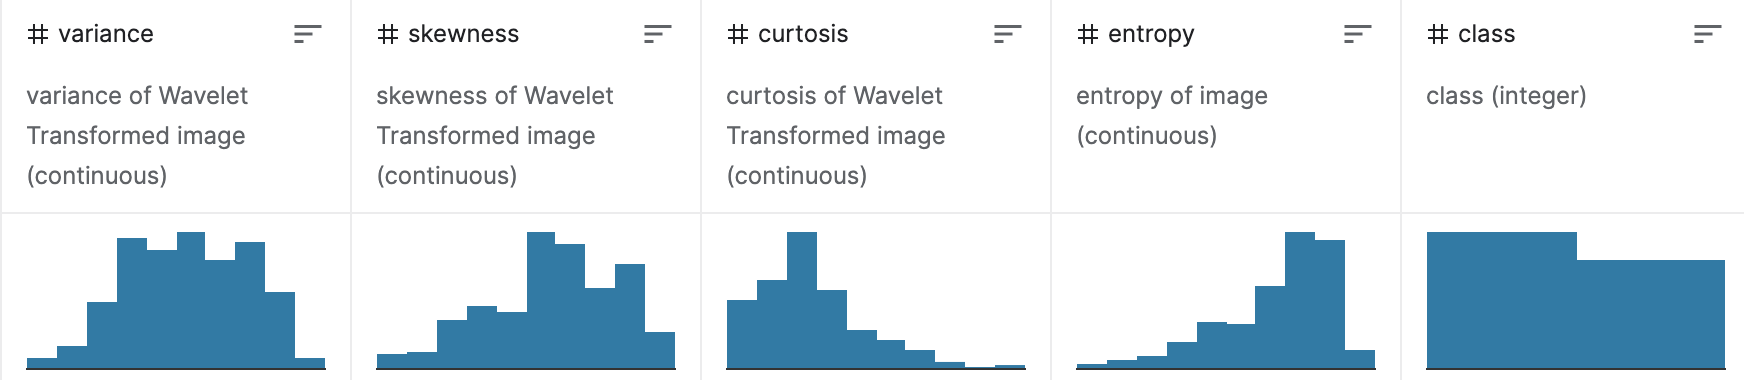 # variance
variance of Wavelet
Transformed image
(continuous)
# skewness
skewness of Wavelet
Transformed image
(continuous)
# curtosis
curtosis of Wavelet
Transformed image
(continuous)
# entropy
entropy of image
(continuous)
# class
class (integer)